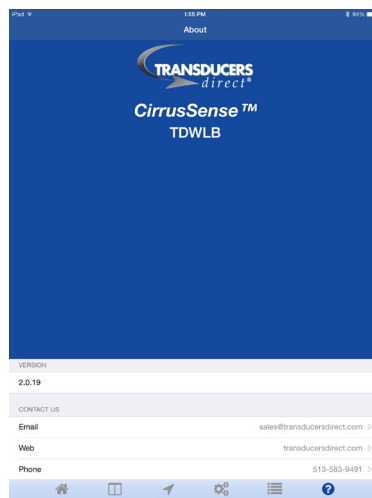 iPad 1:55 PM 94%
About
TRANSDUCERS
direct®
CirrusSense™
TDWLB
VERSION
2.0.19
CONTACT US
Email sales@transducersdirect.com
Web transducersdirect.com
Phone 513-583-9491